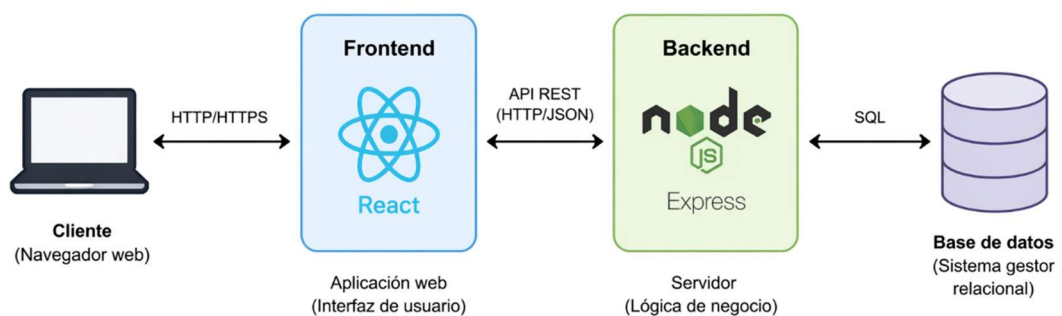 Cliente
(Navegador web)
HTTP/HTTPS
Frontend
React
Aplicación web
(Interfaz de usuario)
API REST
(HTTP/JSON)
Backend
node
JS
Express
Servidor
(Lógica de negocio)
SQL
Base de datos
(Sistema gestor
relacional)